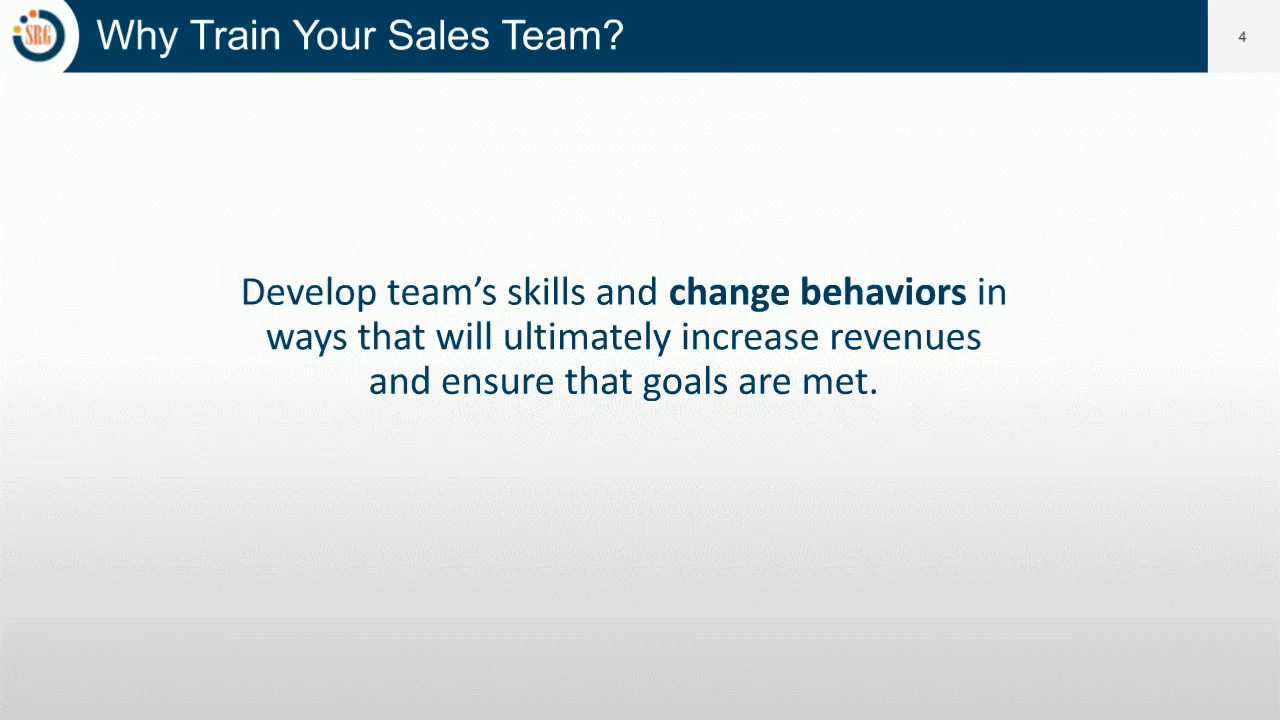 SRG
Why Train Your Sales Team?
4
Develop team’s skills and change behaviors in
ways that will ultimately increase revenues
and ensure that goals are met.